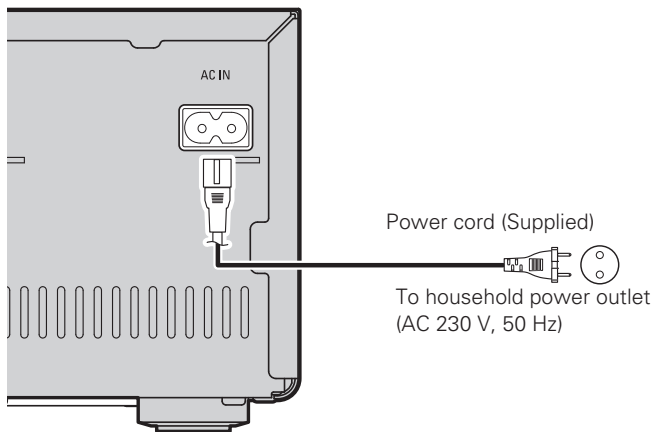 AC IN
Power cord (Supplied)
To household power outlet
(AC 230 V, 50 Hz)